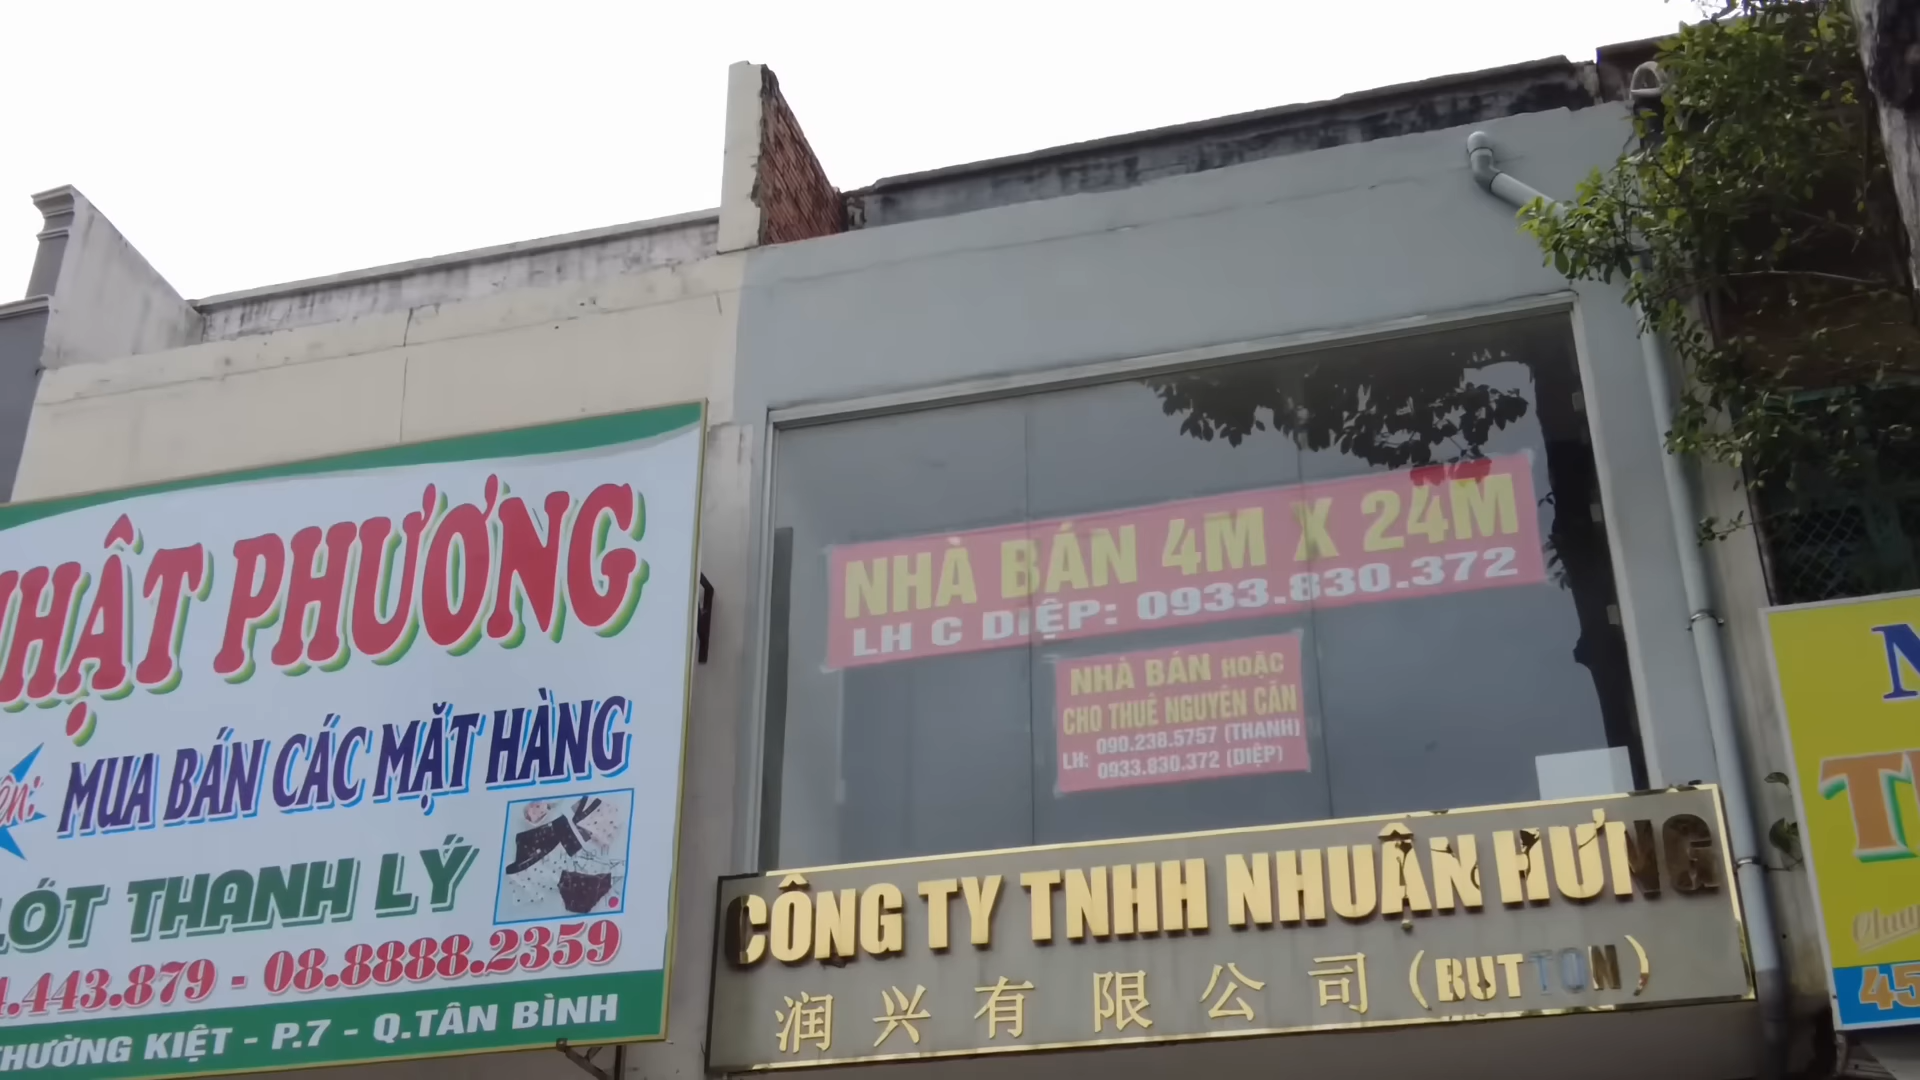 NHẬT PHƯƠNG
MUA BÁN CÁC MẶT HÀNG
LÓT THANH LÝ
.443.879 - 08.8888.2359
THƯỜNG KIỆT - P.7 - Q.TÂN BÌNH
NHÀ BÁN 4M X 24M
LH C DIỆP: 0933.830.372
NHÀ BÁN HOẶC
CHO THUÊ NGUYÊN CĂN
LH: 090.238.5757 (THANH)
0933.830.372 (DIỆP)
CÔNG TY TNHH NHUẬN HƯNG
润兴有限公司 (BUTTON)
45